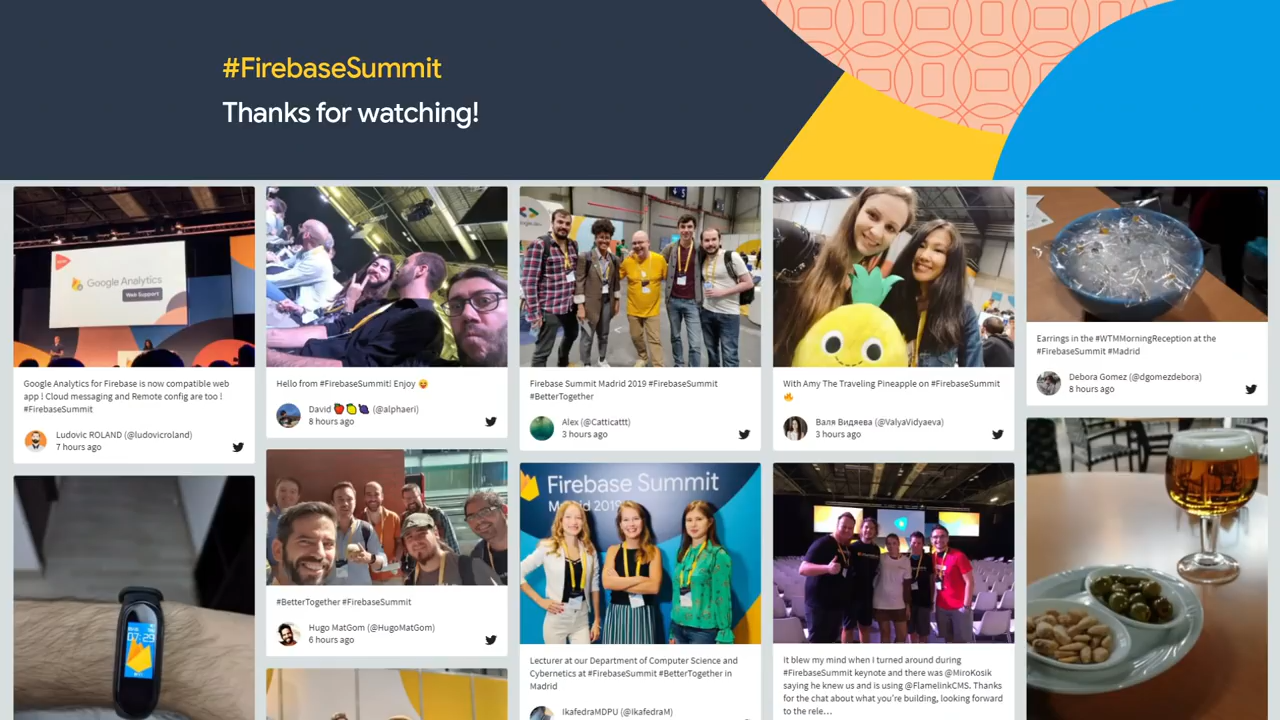 #FirebaseSummit
Thanks for watching!
Google Analytics
Web Support
Google Analytics for Firebase is now compatible web
app ! Cloud messaging and Remote config are too !
#FirebaseSummit
Ludovic ROLAND (@ludovicroland)
7 hours ago
07:29
Hello from #FirebaseSummit! Enjoy 😍
David 🍎🍋🍇 (@alphaeri)
8 hours ago
#BetterTogether #FirebaseSummit
Hugo MatGom (@HugoMatGom)
6 hours ago
5
Firebase Summit Madrid 2019 #FirebaseSummit
#BetterTogether
Alex (@Catticattt)
3 hours ago
Firebase Summit
Madrid 2019
Lecturer at our Department of Computer Science and
Cybernetics at #FirebaseSummit #BetterTogether in
Madrid
IkafedraMDPU (@IkafedraM)
With Amy The Traveling Pineapple on #FirebaseSummit
🔥
Валя Видяева (@ValyaVidyaeva)
3 hours ago
It blew my mind when I turned around during
#FirebaseSummit keynote and there was @MiroKosik
saying he knew us and is using @FlamelinkCMS. Thanks
for the chat about what you're building, looking forward
to the rele...
Earrings in the #WTMMorningReception at the
#FirebaseSummit #Madrid
Debora Gomez (@dgomezdebora)
8 hours ago